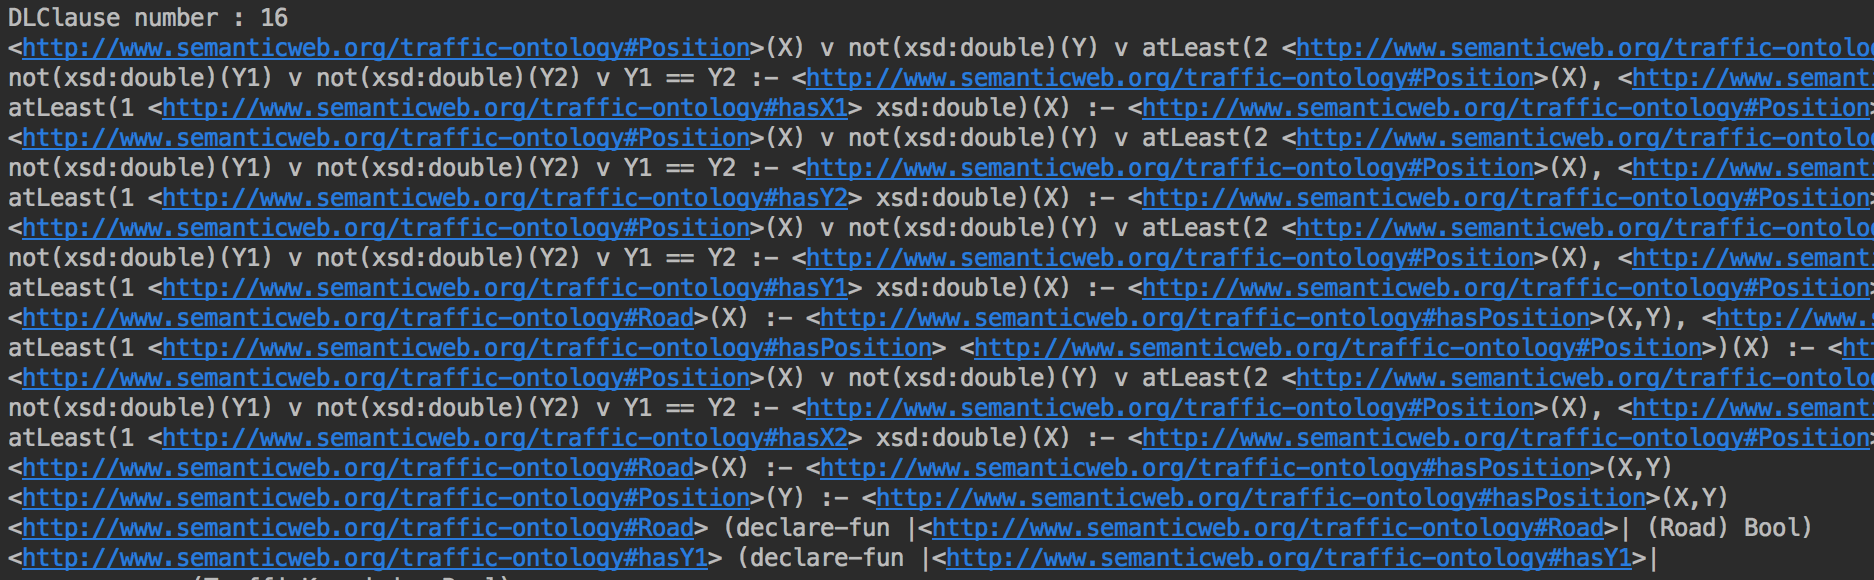 DLClause number : 16
<http://www.semanticweb.org/traffic-ontology#Position>(X) v not(xsd:double)(Y) v atLeast(2 <http://www.semanticweb.org/traffic-ontolo
not(xsd:double)(Y1) v not(xsd:double)(Y2) v Y1 == Y2 :- <http://www.semanticweb.org/traffic-ontology#Position>(X), <http://www.semant
atLeast(1 <http://www.semanticweb.org/traffic-ontology#hasX1> xsd:double)(X) :- <http://www.semanticweb.org/traffic-ontology#Position>
<http://www.semanticweb.org/traffic-ontology#Position>(X) v not(xsd:double)(Y) v atLeast(2 <http://www.semanticweb.org/traffic-ontolo
not(xsd:double)(Y1) v not(xsd:double)(Y2) v Y1 == Y2 :- <http://www.semanticweb.org/traffic-ontology#Position>(X), <http://www.semant
atLeast(1 <http://www.semanticweb.org/traffic-ontology#hasY2> xsd:double)(X) :- <http://www.semanticweb.org/traffic-ontology#Position>
<http://www.semanticweb.org/traffic-ontology#Position>(X) v not(xsd:double)(Y) v atLeast(2 <http://www.semanticweb.org/traffic-ontolo
not(xsd:double)(Y1) v not(xsd:double)(Y2) v Y1 == Y2 :- <http://www.semanticweb.org/traffic-ontology#Position>(X), <http://www.semant
atLeast(1 <http://www.semanticweb.org/traffic-ontology#hasY1> xsd:double)(X) :- <http://www.semanticweb.org/traffic-ontology#Position>
<http://www.semanticweb.org/traffic-ontology#Road>(X) :- <http://www.semanticweb.org/traffic-ontology#hasPosition>(X,Y), <http://www.s
atLeast(1 <http://www.semanticweb.org/traffic-ontology#hasPosition> <http://www.semanticweb.org/traffic-ontology#Position>)(X) :- <htt
<http://www.semanticweb.org/traffic-ontology#Position>(X) v not(xsd:double)(Y) v atLeast(2 <http://www.semanticweb.org/traffic-ontolo
not(xsd:double)(Y1) v not(xsd:double)(Y2) v Y1 == Y2 :- <http://www.semanticweb.org/traffic-ontology#Position>(X), <http://www.semant
atLeast(1 <http://www.semanticweb.org/traffic-ontology#hasX2> xsd:double)(X) :- <http://www.semanticweb.org/traffic-ontology#Position>
<http://www.semanticweb.org/traffic-ontology#Road>(X) :- <http://www.semanticweb.org/traffic-ontology#hasPosition>(X,Y)
<http://www.semanticweb.org/traffic-ontology#Position>(Y) :- <http://www.semanticweb.org/traffic-ontology#hasPosition>(X,Y)
<http://www.semanticweb.org/traffic-ontology#Road> (declare-fun |<http://www.semanticweb.org/traffic-ontology#Road>| (Road) Bool)
<http://www.semanticweb.org/traffic-ontology#hasY1> (declare-fun |<http://www.semanticweb.org/traffic-ontology#hasY1>|